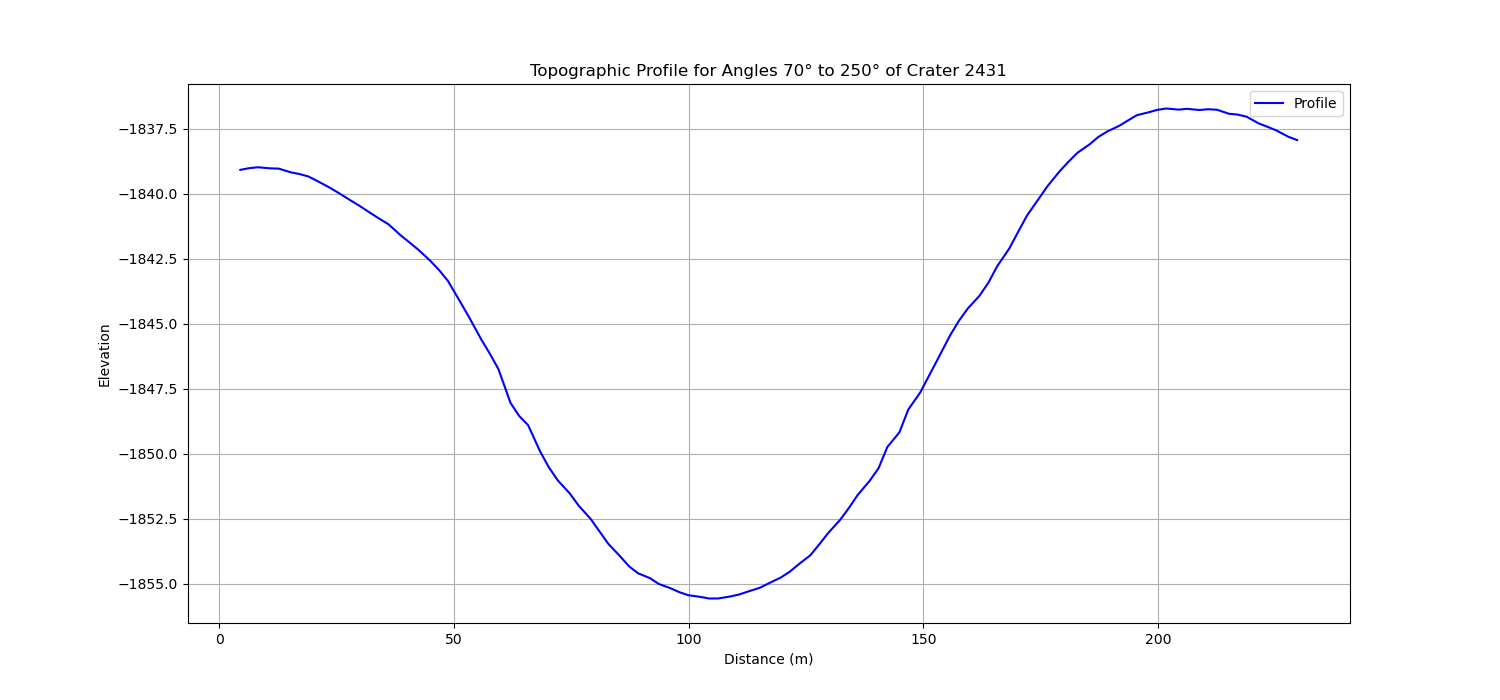 Topographic Profile for Angles 70° to 250° of Crater 2431
Profile
−1837.5
−1840.0
−1842.5
−1845.0
−1847.5
−1850.0
−1852.5
−1855.0
Elevation
0 50 100 150 200
Distance (m)